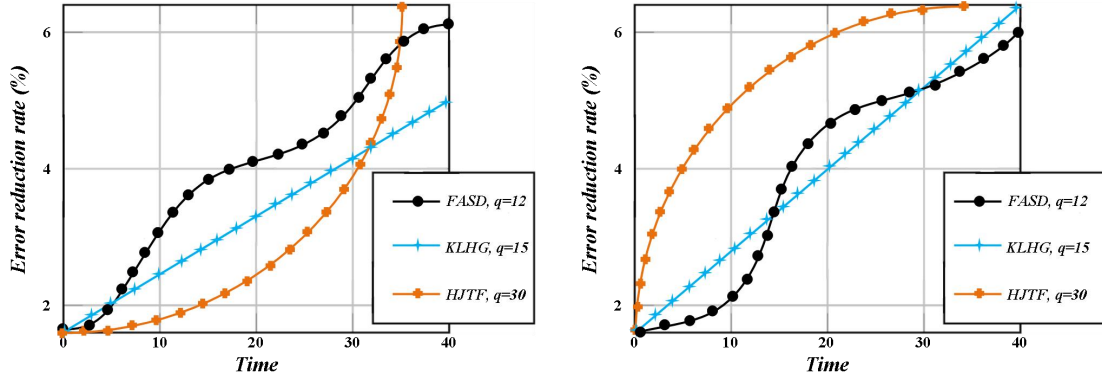 Error reduction rate (%)
6
4
2
0
10
20
30
40
Time
FASD, q=12
KLHG, q=15
HJTF, q=30
Error reduction rate (%)
6
4
2
0
10
20
30
40
Time
FASD, q=12
KLHG, q=15
HJTF, q=30